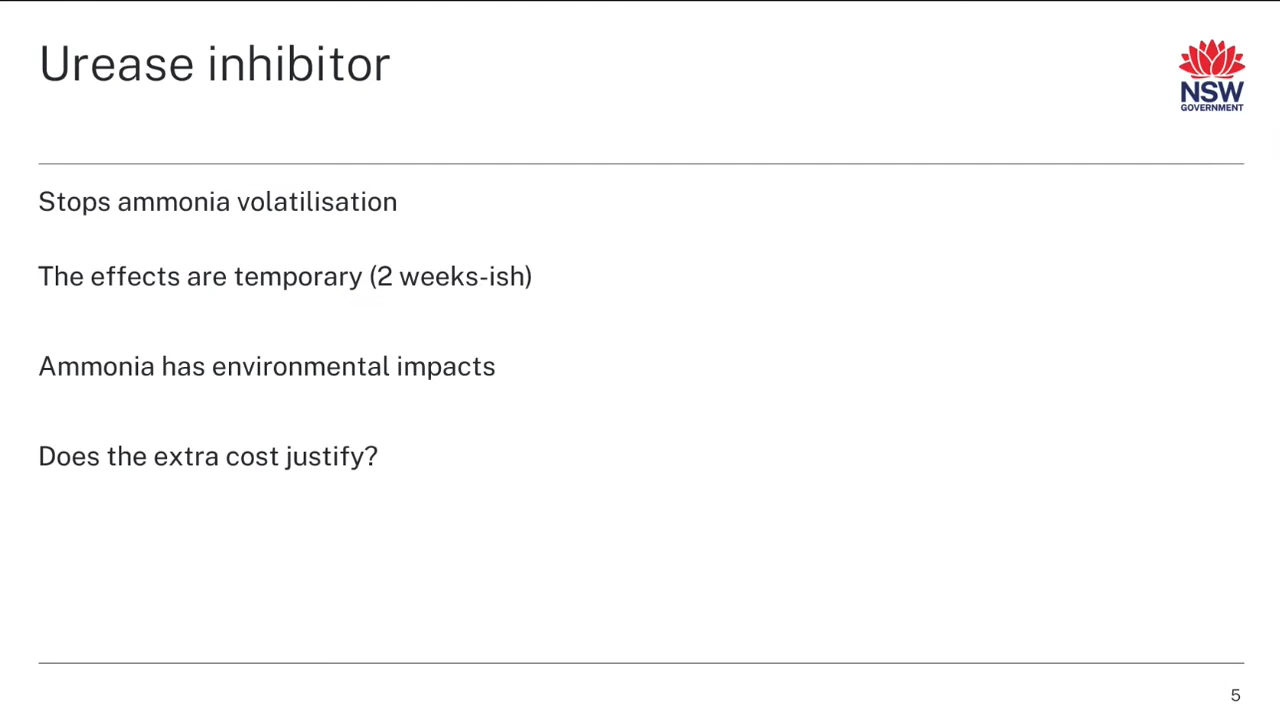 Urease inhibitor
NSW
GOVERNMENT
Stops ammonia volatilisation
The effects are temporary (2 weeks-ish)
Ammonia has environmental impacts
Does the extra cost justify?
5